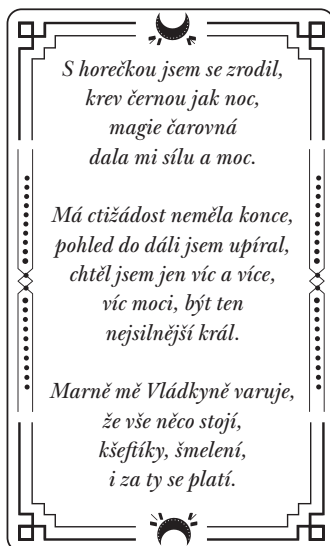 S horečkou jsem se zrodil,
krev černou jak noc,
magie čarovná
dala mi sílu a moc.
Má ctižádost neměla konce,
pohled do dáli jsem upíral,
chtěl jsem jen víc a více,
víc moci, být ten
nejsilnější král.
Marně mě Vládkyně varuje,
že vše něco stojí,
kšeftíky, šmelení,
i za ty se platí.